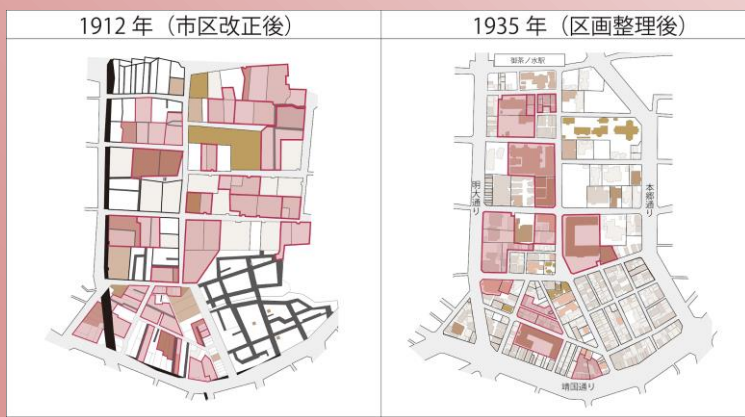 1912 年（市区改正後）
1935 年（区画整理後）
御茶ノ水駅
明大通り
本郷通り
靖国通り